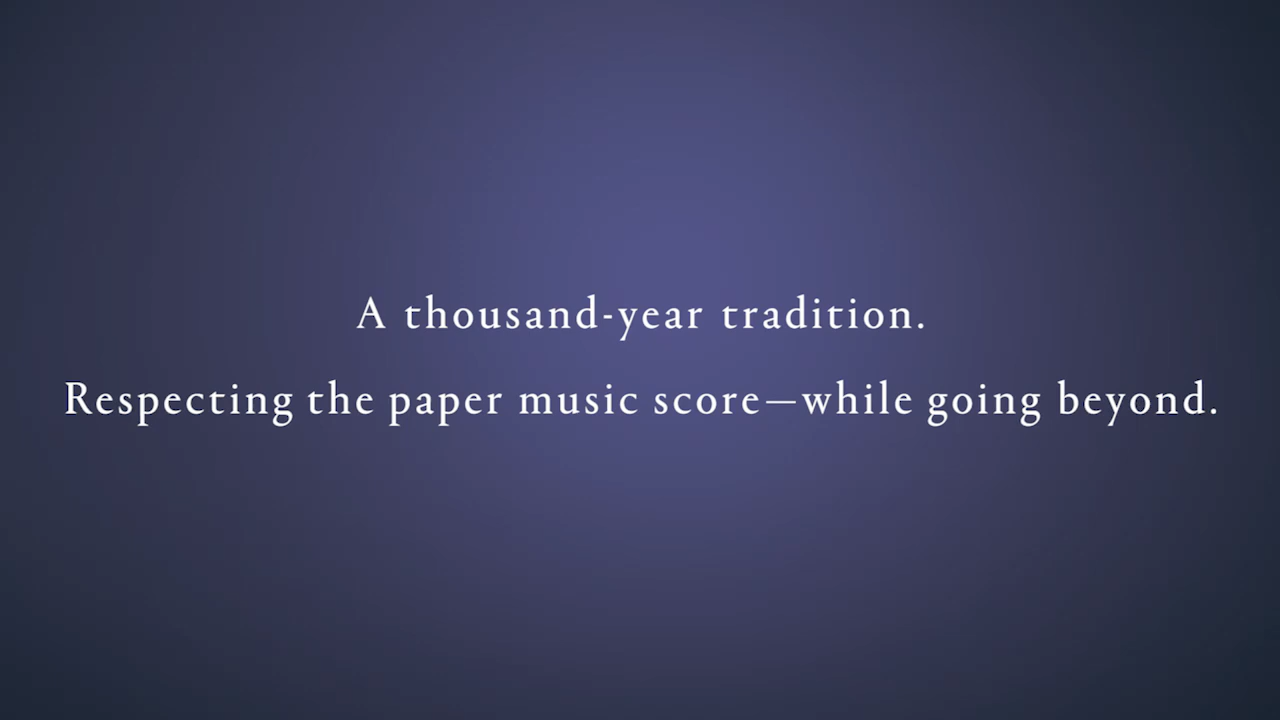 A thousand-year tradition.
Respecting the paper music score—while going beyond.